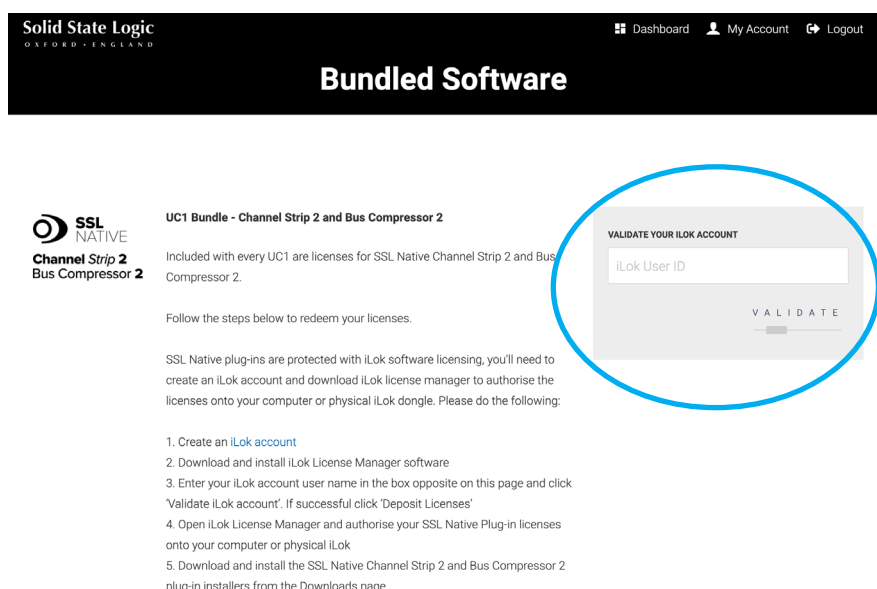 Solid State Logic
OXFORD • ENGLAND
Dashboard
My Account
Logout
Bundled Software
SSL
NATIVE
Channel Strip 2
Bus Compressor 2
UC1 Bundle - Channel Strip 2 and Bus Compressor 2
Included with every UC1 are licenses for SSL Native Channel Strip 2 and Bus
Compressor 2.
Follow the steps below to redeem your licenses.
SSL Native plug-ins are protected with iLok software licensing, you'll need to
create an iLok account and download iLok license manager to authorise the
licenses onto your computer or physical iLok dongle. Please do the following:
1. Create an iLok account
2. Download and install iLok License Manager software
3. Enter your iLok account user name in the box opposite on this page and click
'Validate iLok account'. If successful click 'Deposit Licenses'
4. Open iLok License Manager and authorise your SSL Native Plug-in licenses
onto your computer or physical iLok
5. Download and install the SSL Native Channel Strip 2 and Bus Compressor 2
plug-in installers from the Downloads page
VALIDATE YOUR ILOK ACCOUNT
iLok User ID
VALIDATE